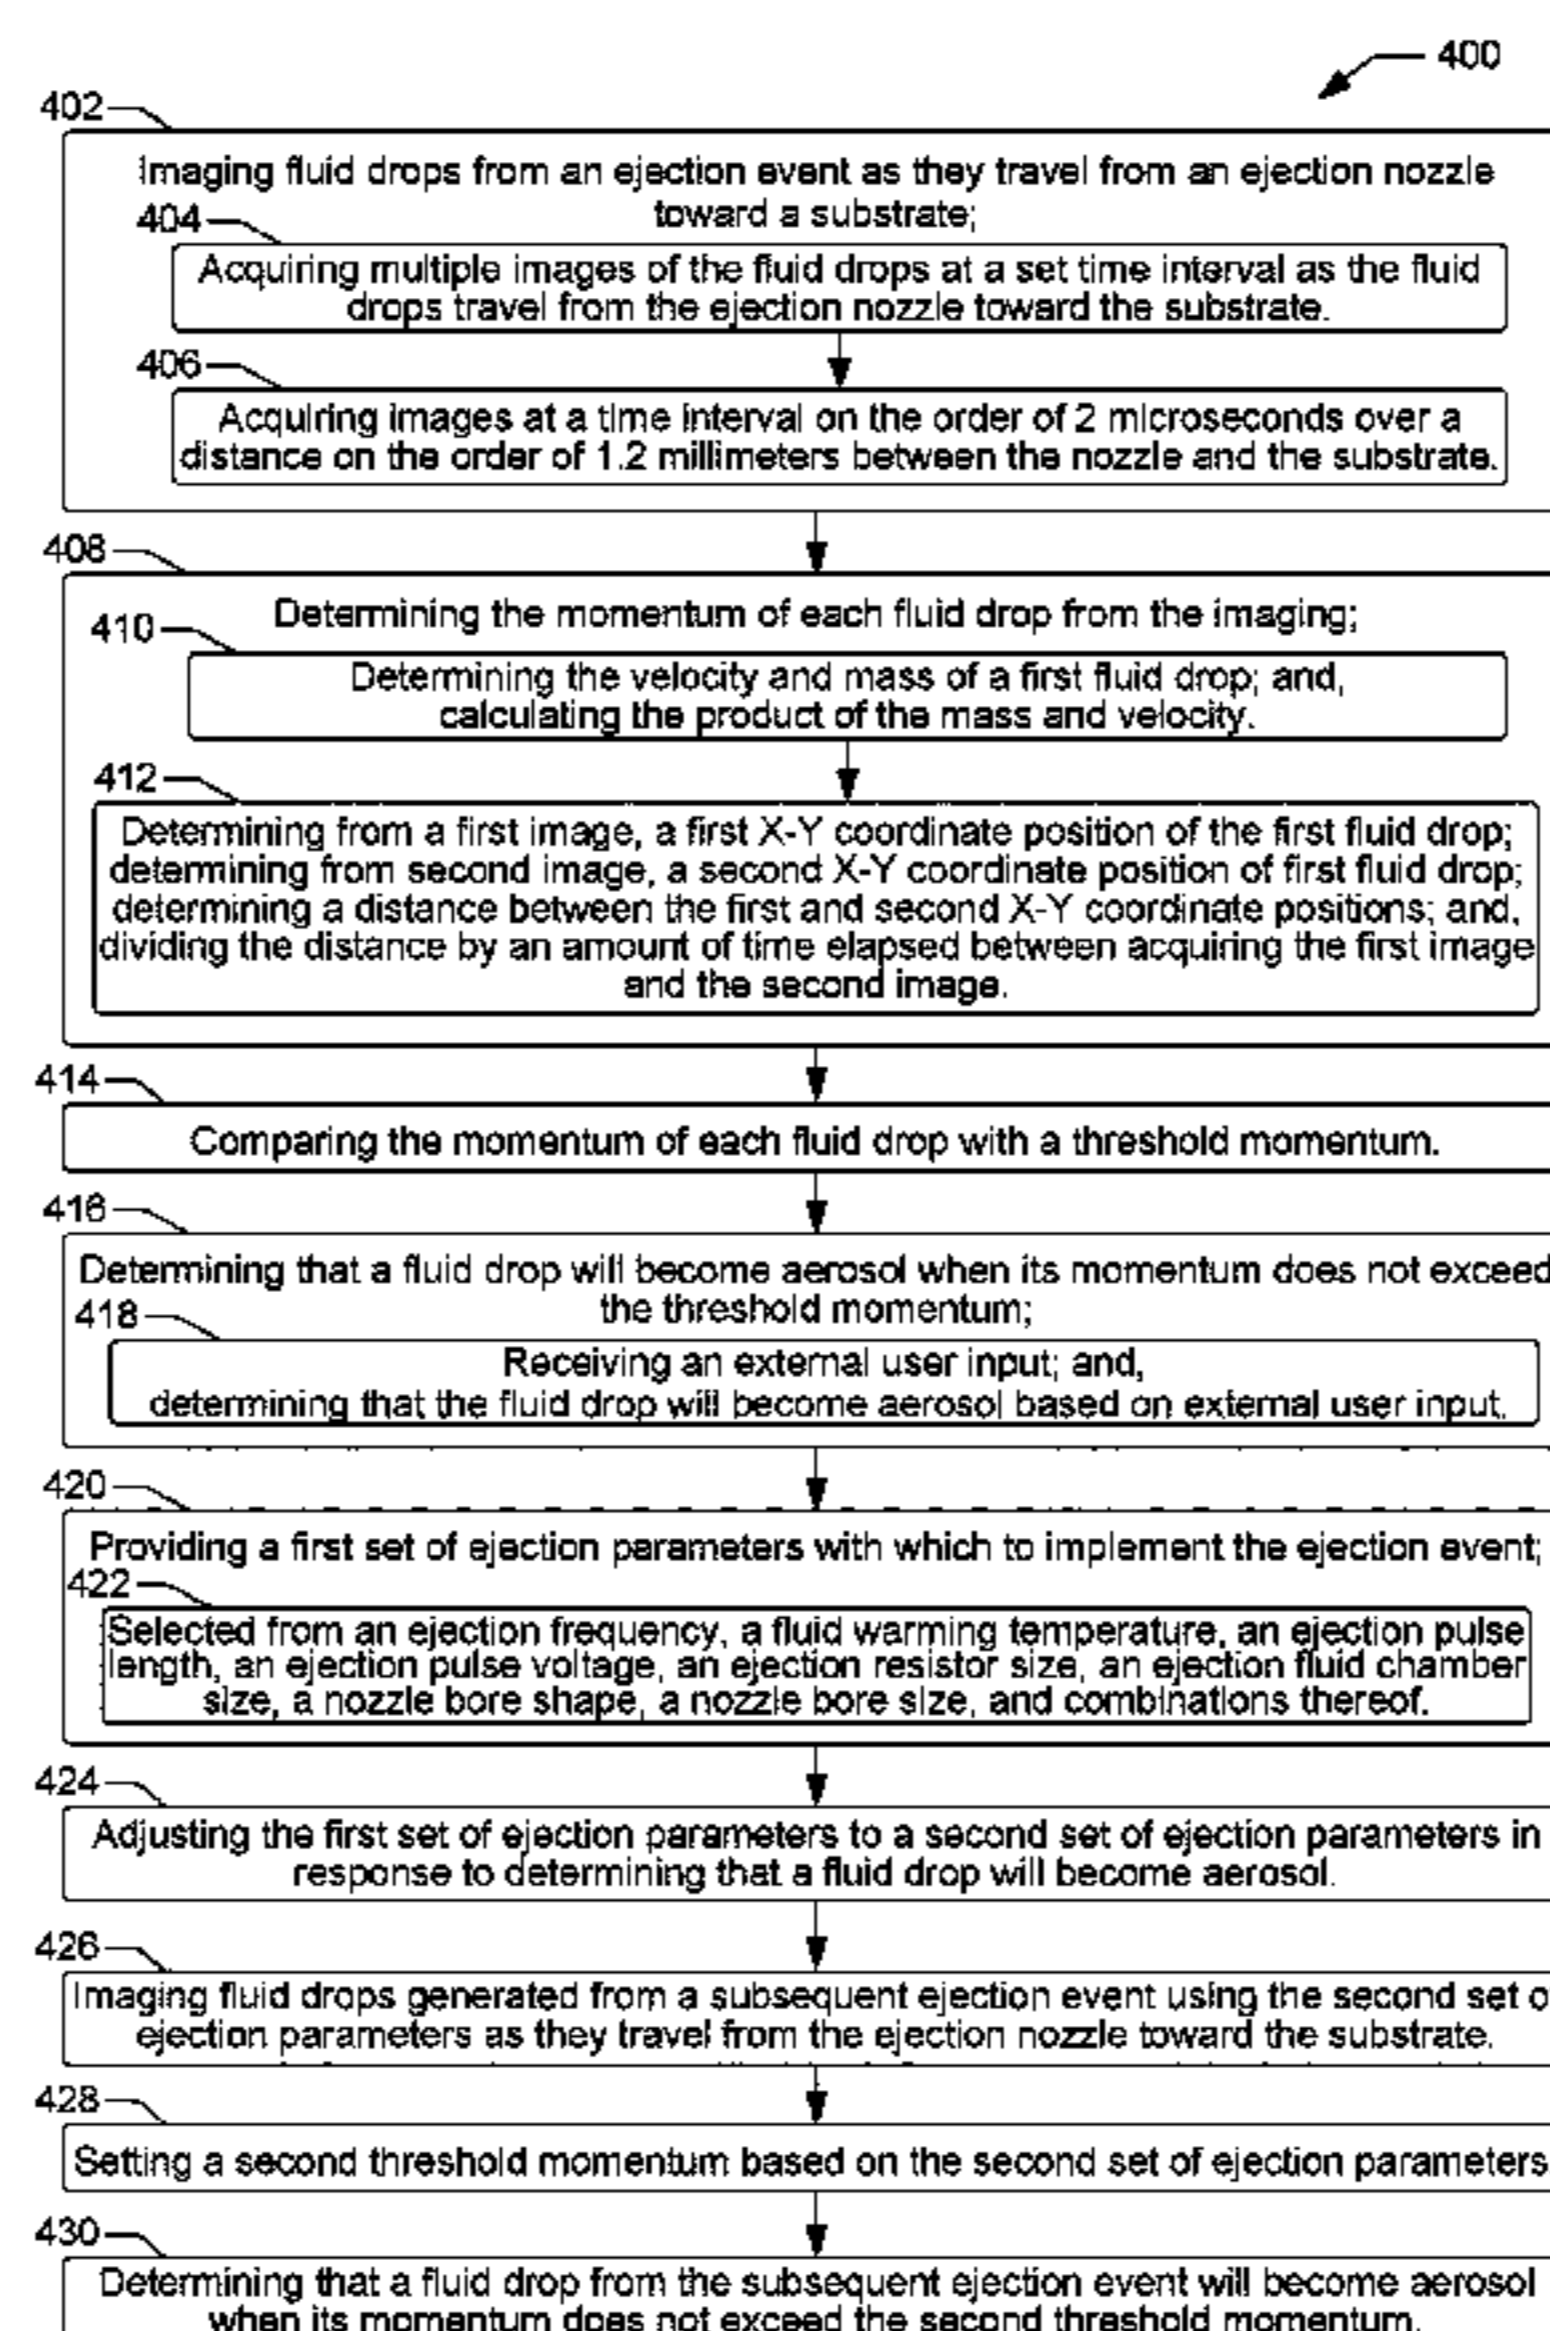 400
402
Imaging fluid drops from an ejection event as they travel from an ejection nozzle
toward a substrate;
404
Acquiring multiple images of the fluid drops at a set time interval as the fluid
drops travel from the ejection nozzle toward the substrate.
406
Acquiring images at a time interval on the order of 2 microseconds over a
distance on the order of 1.2 millimeters between the nozzle and the substrate.
408
Determining the momentum of each fluid drop from the imaging;
410
Determining the velocity and mass of a first fluid drop; and,
calculating the product of the mass and velocity.
412
Determining from a first image, a first X-Y coordinate position of the first fluid drop;
determining from second image, a second X-Y coordinate position of first fluid drop;
determining a distance between the first and second X-Y coordinate positions; and,
dividing the distance by an amount of time elapsed between acquiring the first image
and the second image.
414
Comparing the momentum of each fluid drop with a threshold momentum.
416
Determining that a fluid drop will become aerosol when its momentum does not exceed
the threshold momentum;
418
Receiving an external user input; and,
determining that the fluid drop will become aerosol based on external user input.
420
Providing a first set of ejection parameters with which to implement the ejection event;
422
Selected from an ejection frequency, a fluid warming temperature, an ejection pulse
length, an ejection pulse voltage, an ejection resistor size, an ejection fluid chamber
size, a nozzle bore shape, a nozzle bore size, and combinations thereof.
424
Adjusting the first set of ejection parameters to a second set of ejection parameters in
response to determining that a fluid drop will become aerosol.
426
Imaging fluid drops generated from a subsequent ejection event using the second set o
ejection parameters as they travel from the ejection nozzle toward the substrate.
428
Setting a second threshold momentum based on the second set of ejection parameters
430
Determining that a fluid drop from the subsequent ejection event will become aerosol
when its momentum does not exceed the second threshold momentum.